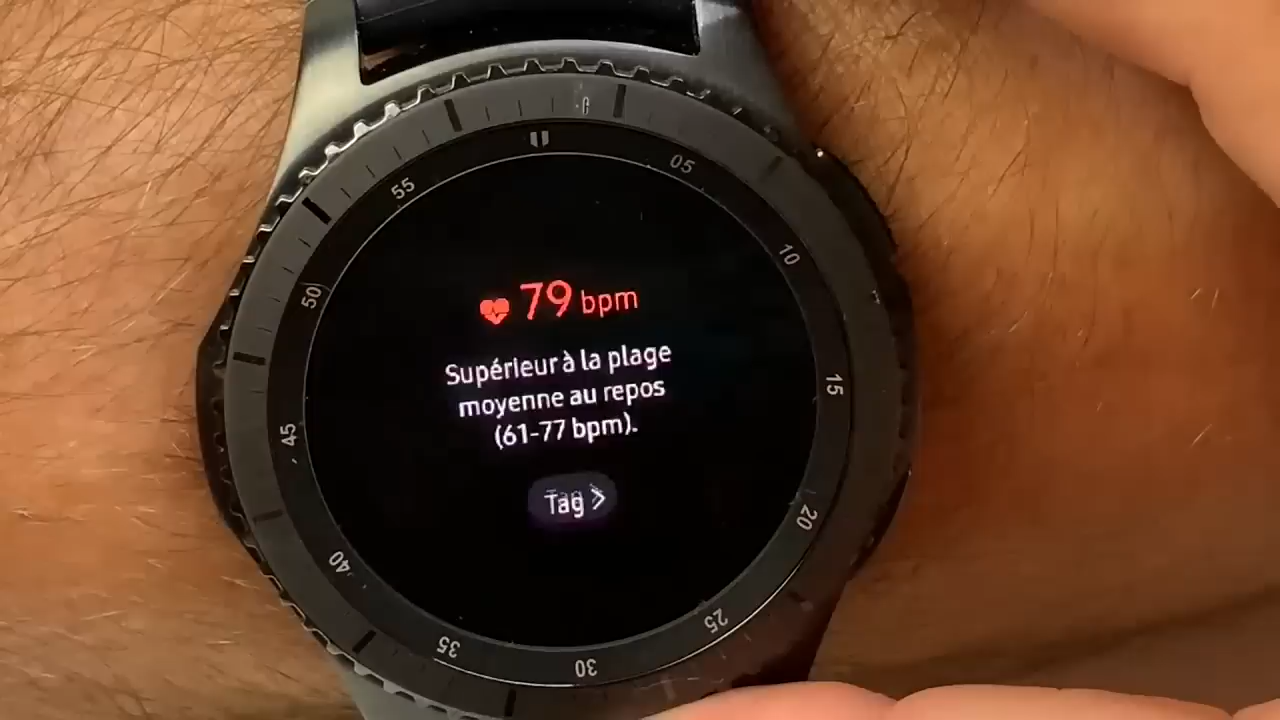 79 bpm
Supérieur à la plage
moyenne au repos
(61-77 bpm).
Tag >
05
10
15
20
25
30
35
40
45
50
55